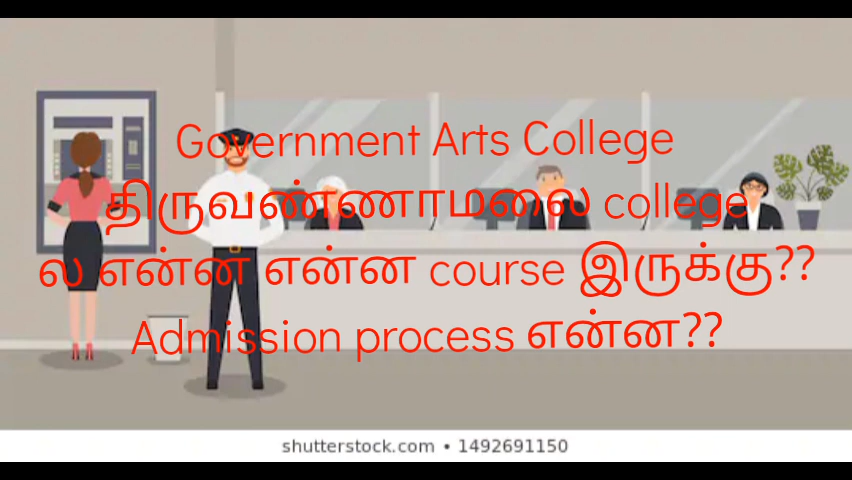 Government Arts College
திருவண்ணாமலை college
ல என்ன என்ன course இருக்கு??
Admission process என்ன??
shutterstock.com • 1492691150